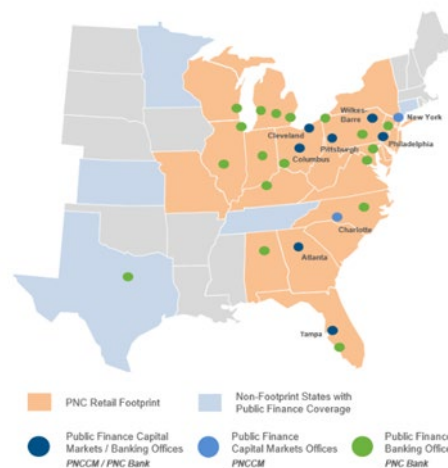 Wilkes-
Barre
New York
Cleveland
Pittsburgh
Philadelphia
Columbus
Charlotte
Atlanta
Tampa
PNC Retail Footprint
Non-Footprint States with
Public Finance Coverage
Public Finance Capital
Markets / Banking Offices
PNCCM / PNC Bank
Public Finance
Capital Markets Offices
PNCCM
Public Finance
Banking Offices
PNC Bank